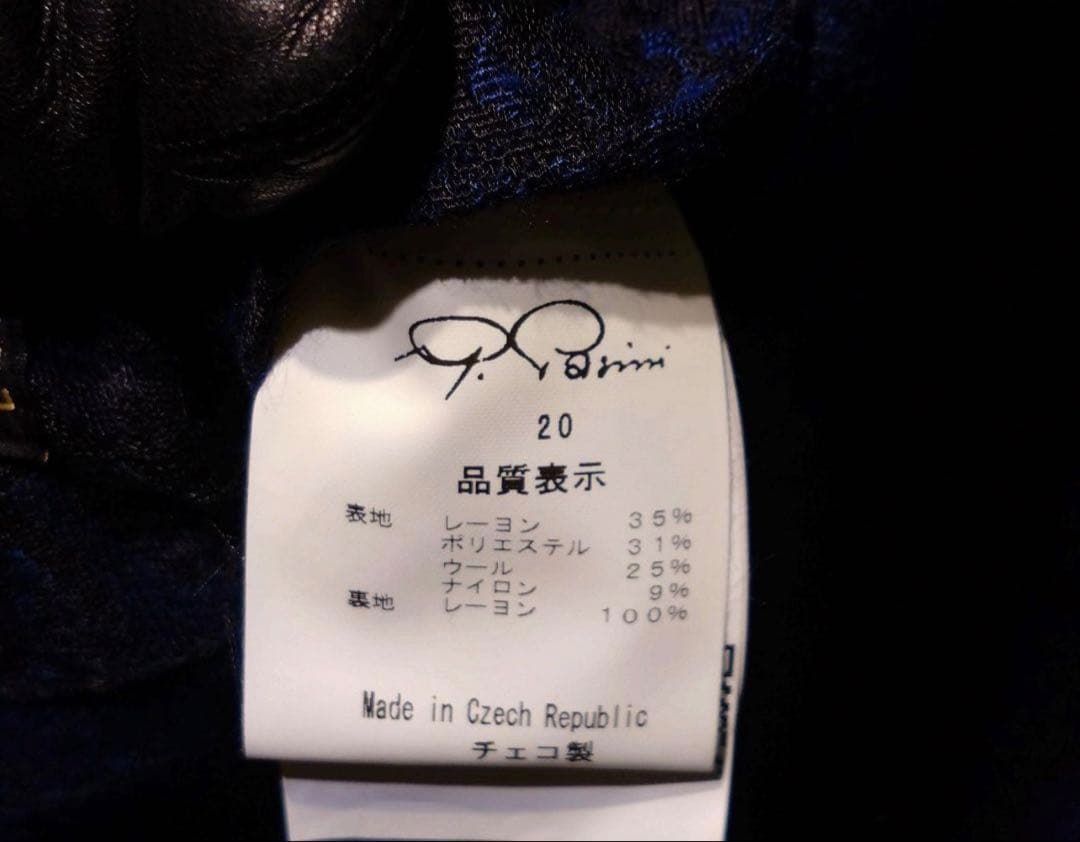 G. Pasini
20
品質表示
表地 レーヨン 35%
ポリエステル 31%
ウール 25%
ナイロン 9%
裏地 レーヨン 100%
Made in Czech Republic
チェコ製